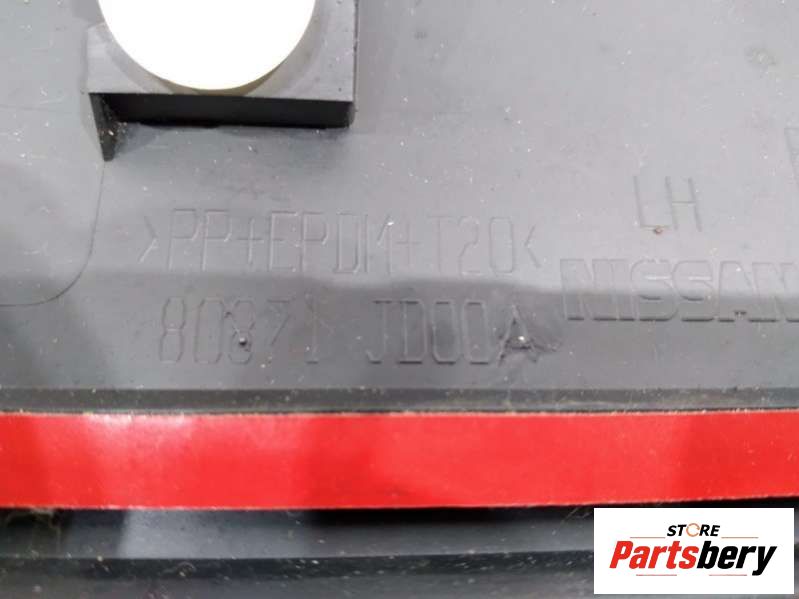 LH
>PP+EPDM+T20<
NISSAN
80871 JD00A
STORE
Partsbery